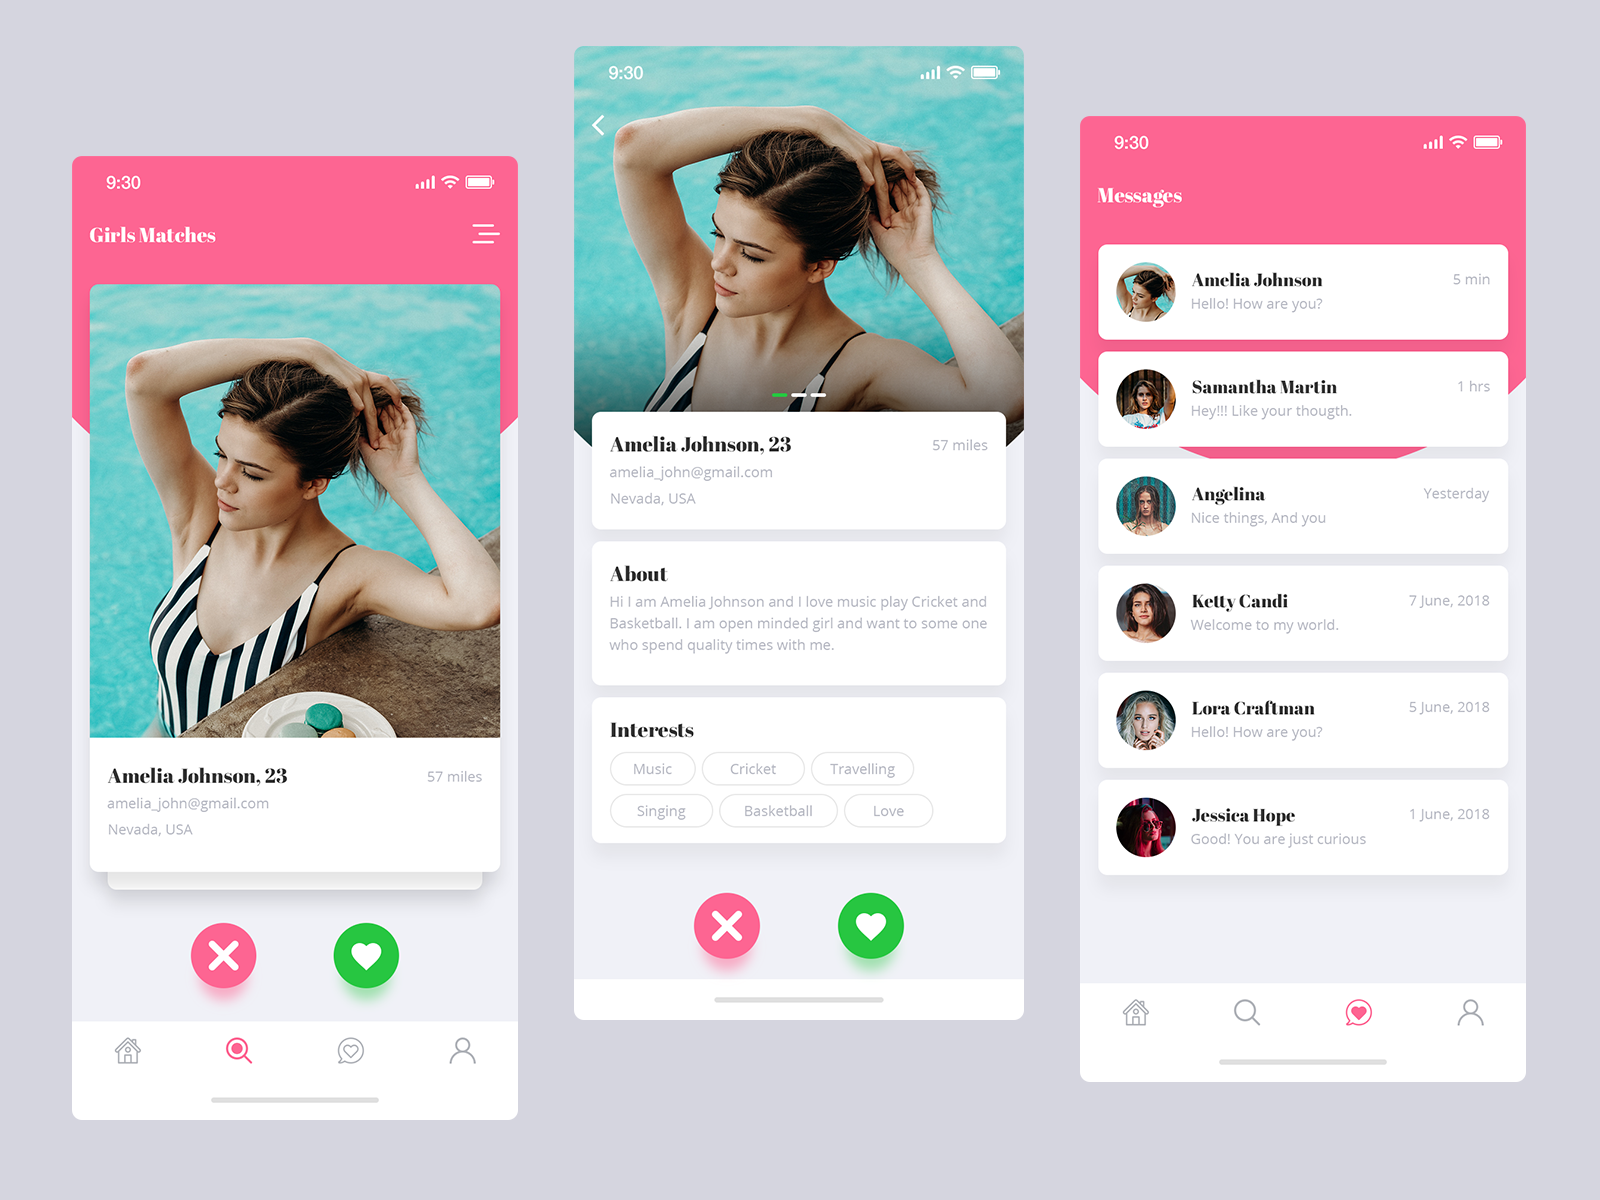 9:30
Girls Matches
Amelia Johnson, 23
57 miles
amelia_john@gmail.com
Nevada, USA
9:30
Amelia Johnson, 23
57 miles
amelia_john@gmail.com
Nevada, USA
About
Hi I am Amelia Johnson and I love music play Cricket and
Basketball. I am open minded girl and want to some one
who spend quality times with me.
Interests
Music
Cricket
Travelling
Singing
Basketball
Love
9:30
Messages
Amelia Johnson
5 min
Hello! How are you?
Samantha Martin
1 hrs
Hey!!! Like your thougth.
Angelina
Yesterday
Nice things, And you
Ketty Candi
7 June, 2018
Welcome to my world.
Lora Craftman
5 June, 2018
Hello! How are you?
Jessica Hope
1 June, 2018
Good! You are just curious